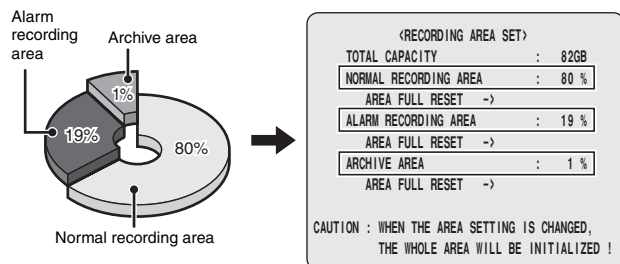 Alarm
recording
area
Archive area
1%
19%
80%
Normal recording area
<RECORDING AREA SET>
TOTAL CAPACITY : 82GB
NORMAL RECORDING AREA : 80 %
AREA FULL RESET ->
ALARM RECORDING AREA : 19 %
AREA FULL RESET ->
ARCHIVE AREA : 1 %
AREA FULL RESET ->
CAUTION : WHEN THE AREA SETTING IS CHANGED,
THE WHOLE AREA WILL BE INITIALIZED !